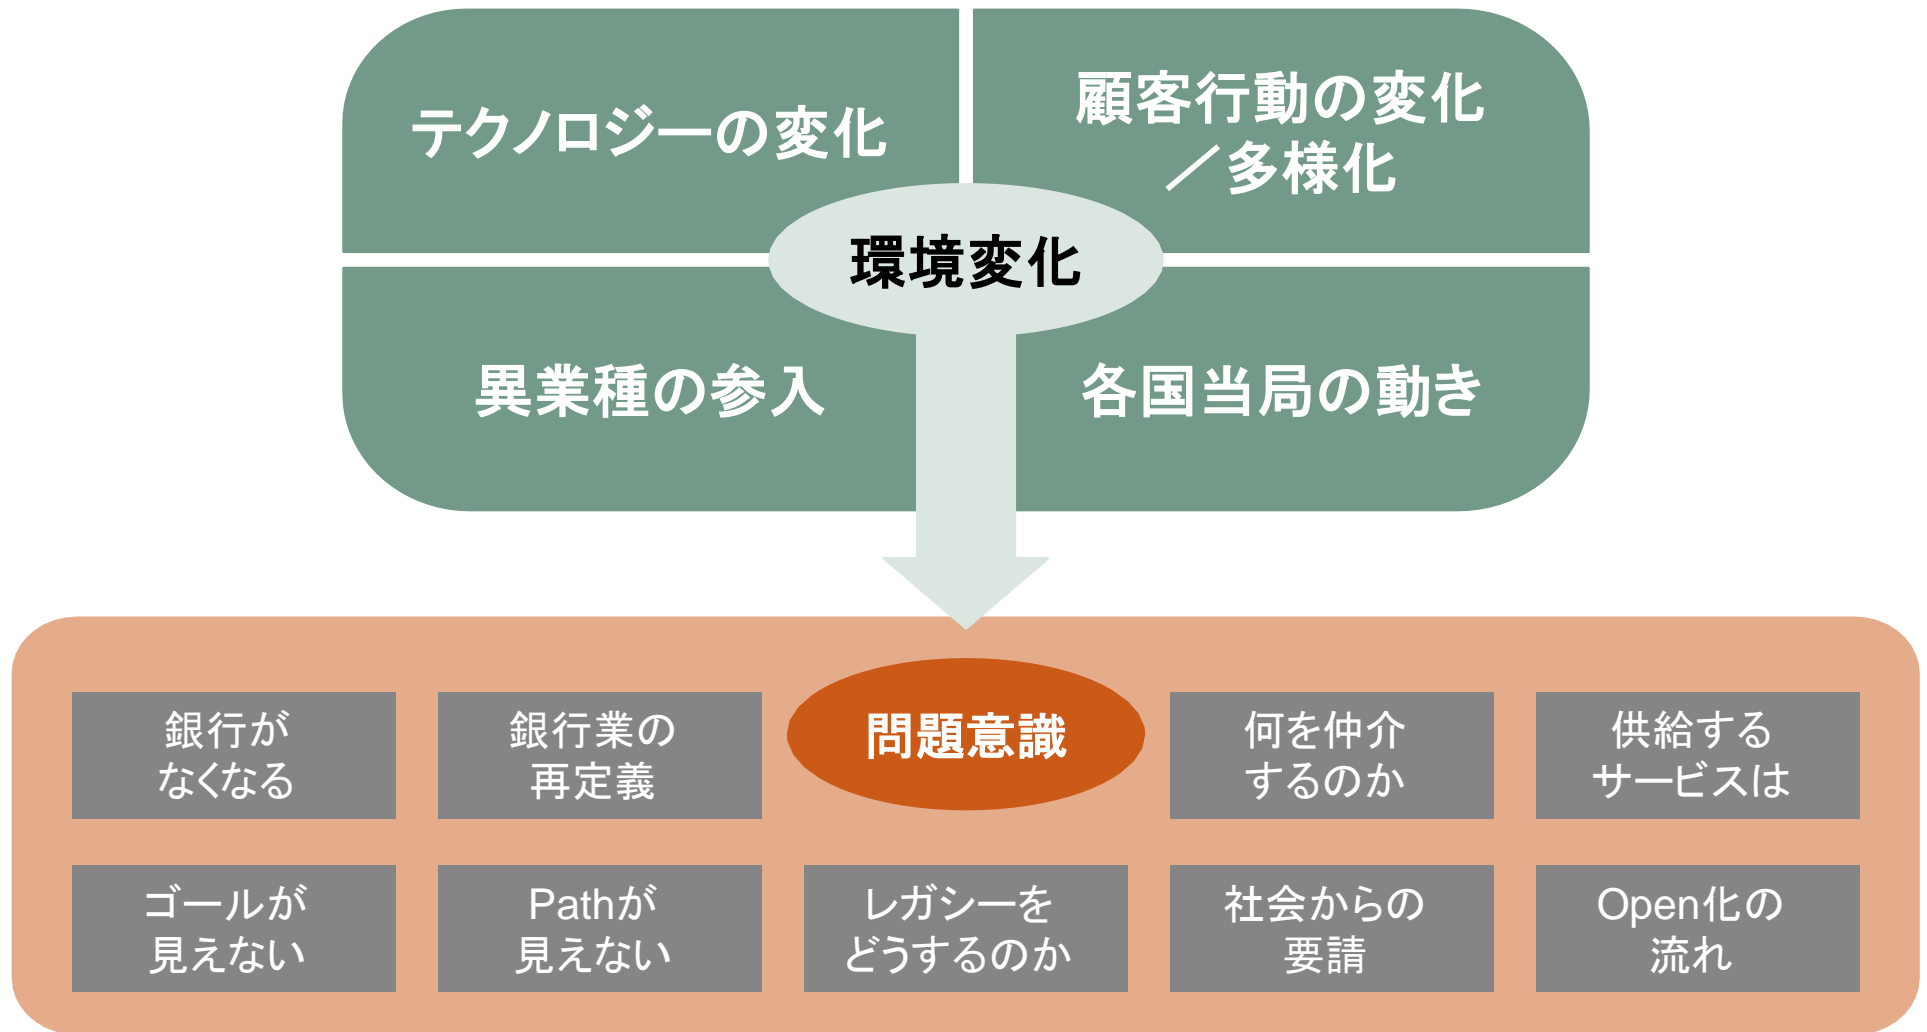 テクノロジーの変化
顧客行動の変化
／多様化
環境変化
異業種の参入
各国当局の動き
銀行が
なくなる
銀行業の
再定義
問題意識
何を仲介
するのか
供給する
サービスは
ゴールが
見えない
Pathが
見えない
レガシーを
どうするのか
社会からの
要請
Open化の
流れ